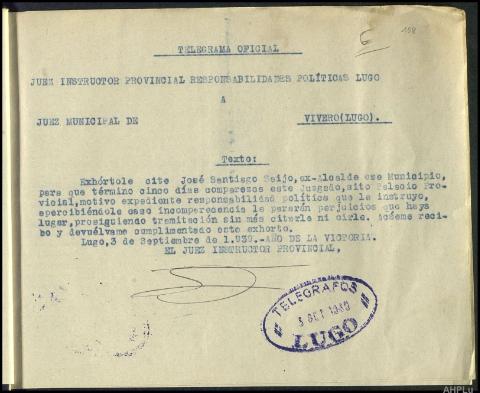 6
158
TELEGRAMA OFICIAL
JUEZ INSTRUCTOR PROVINCIAL RESPONSABILIDADES POLÍTICAS LUGO
A
JUEZ MUNICIPAL DE VIVERO(LUGO).
Texto:
Exhórtole cite José Santiago Seijo, ex-Alcalde ese Municipio,
para que término cinco días comparezca este Juzgado, sito Palacio Pro-
vicial, motivo expediente responsabilidad política que le instruyo,
apercibiéndole caso incomparecencia le pararán perjuicios que haya
lugar, prosiguiendo tramitación sin más citarle ni oirle. Acúseme reci-
bo y devuélvame cumplimentado este exhorto.
Lugo, 3 de Septiembre de 1.939.-AÑO DE LA VICTORIA.
EL JUEZ INSTRUCTOR PROVINCIAL,
TELEGRAFOS
LUGO
AHPLu